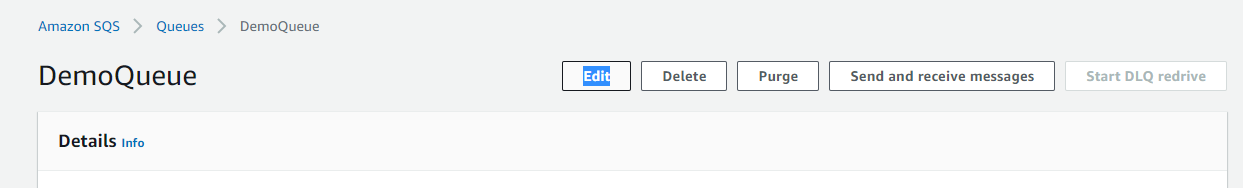 Amazon SQS > Queues > DemoQueue
DemoQueue Edit Delete Purge Send and receive messages Start DLQ redrive
Details Info